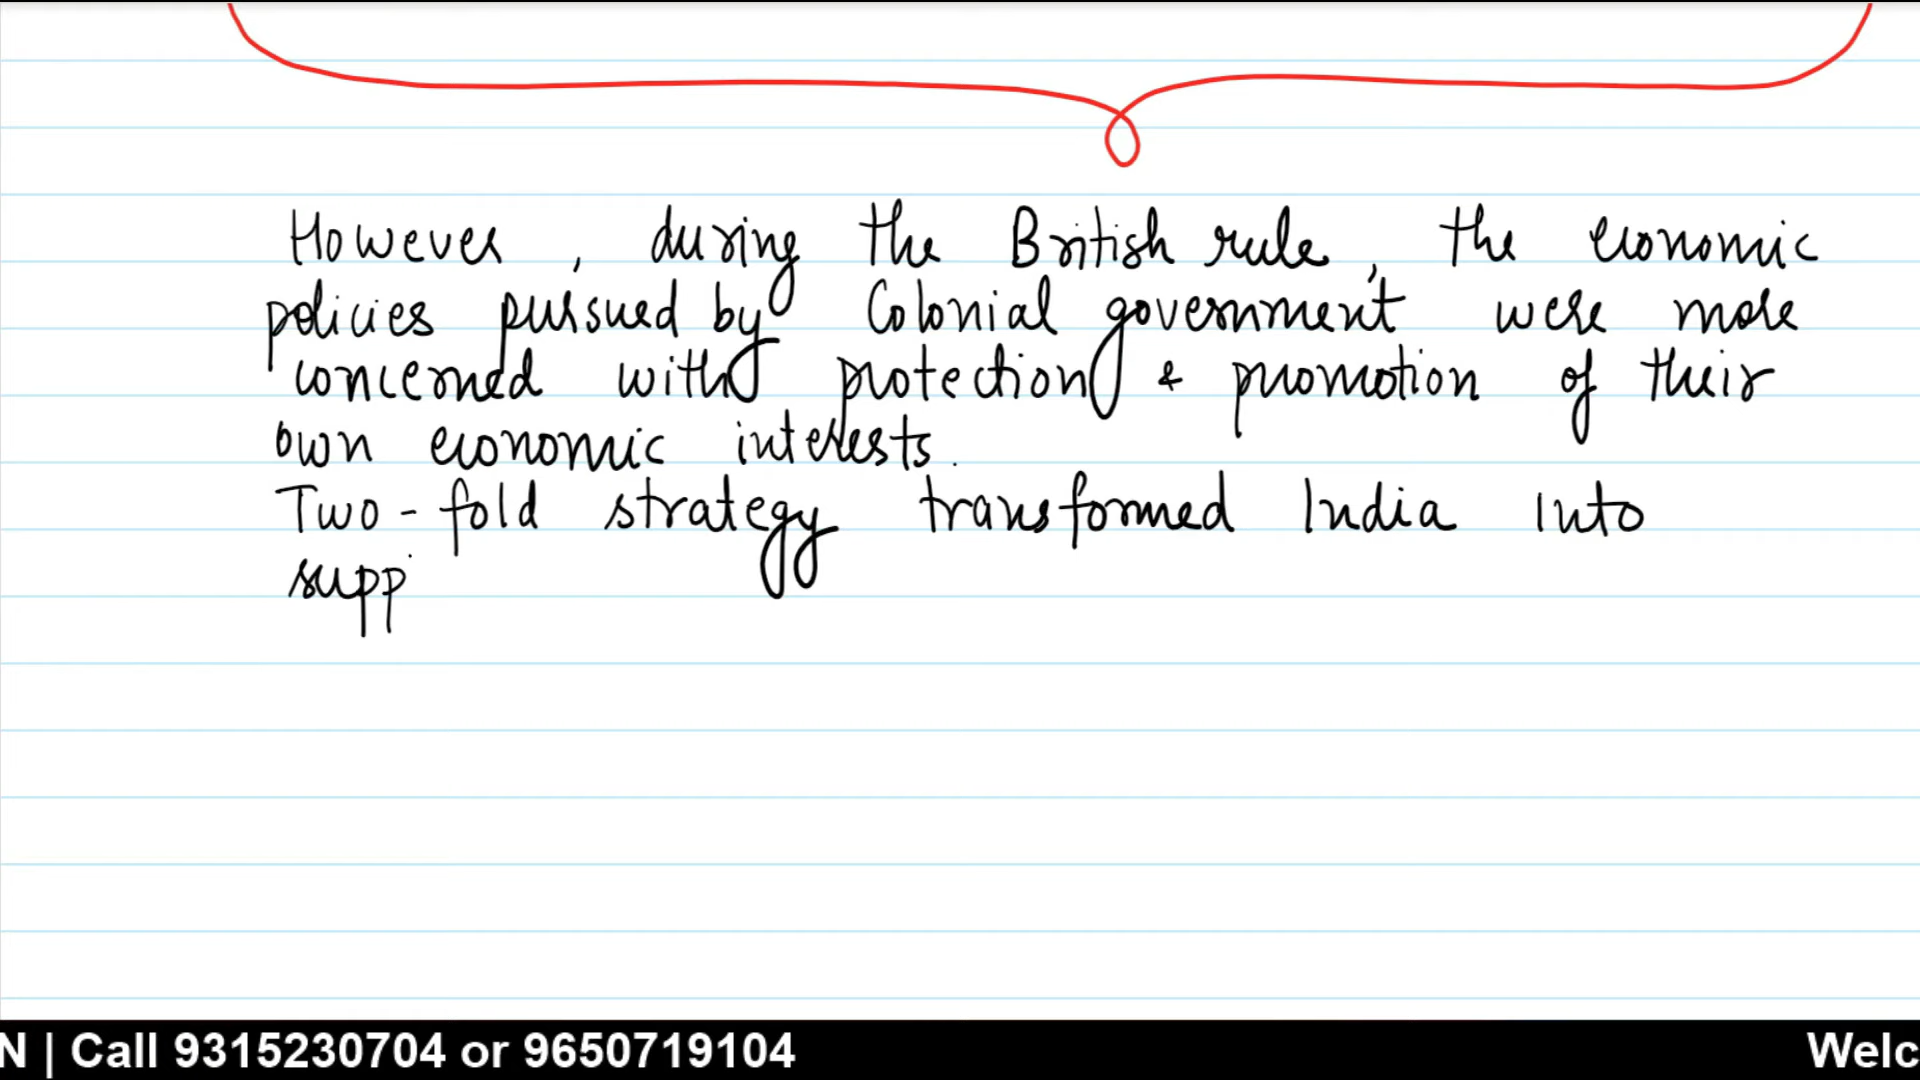 However, during the British rule, the economic
policies pursued by Colonial government were more
concerned with protection & promotion of their
own economic interests.
Two-fold strategy transformed India into
supp
N | Call 9315230704 or 9650719104 Welc